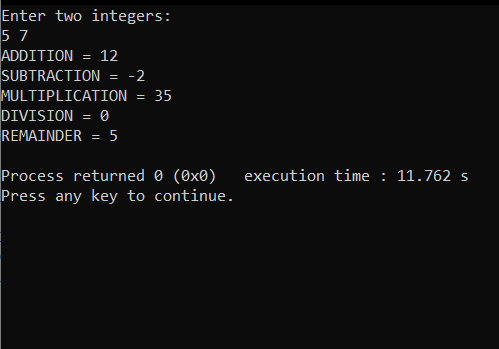 Enter two integers:
5 7
ADDITION = 12
SUBTRACTION = -2
MULTIPLICATION = 35
DIVISION = 0
REMAINDER = 5
Process returned 0 (0x0)   execution time : 11.762 s
Press any key to continue.